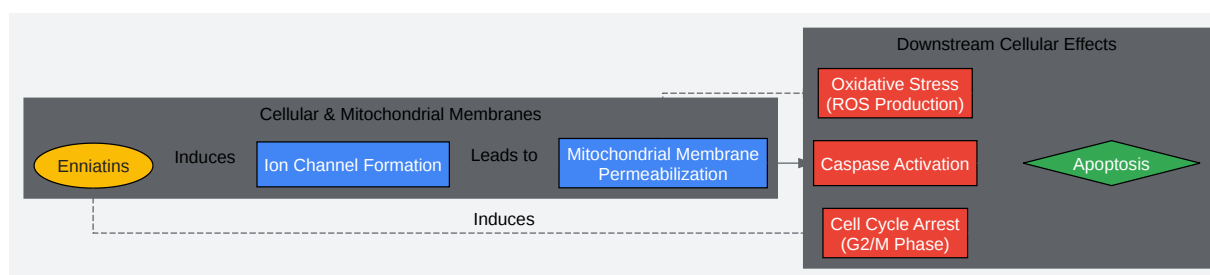 Downstream Cellular Effects
Oxidative Stress
(ROS Production)
Cellular & Mitochondrial Membranes
Enniatins
Induces
Ion Channel Formation
Leads to
Mitochondrial Membrane
Permeabilization
Caspase Activation
Apoptosis
Induces
Cell Cycle Arrest
(G2/M Phase)